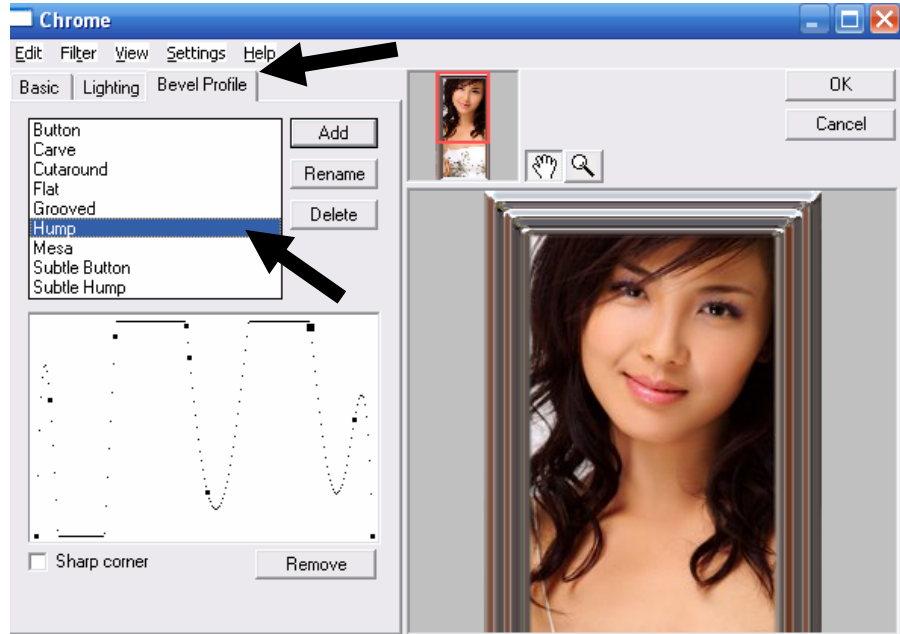 Chrome
Edit Filter View Settings Help
Basic Lighting Bevel Profile
OK
Cancel
Button
Carve
Cutaround
Flat
Grooved
Hump
Mesa
Subtle Button
Subtle Hump
Add
Rename
Delete
Sharp corner
Remove